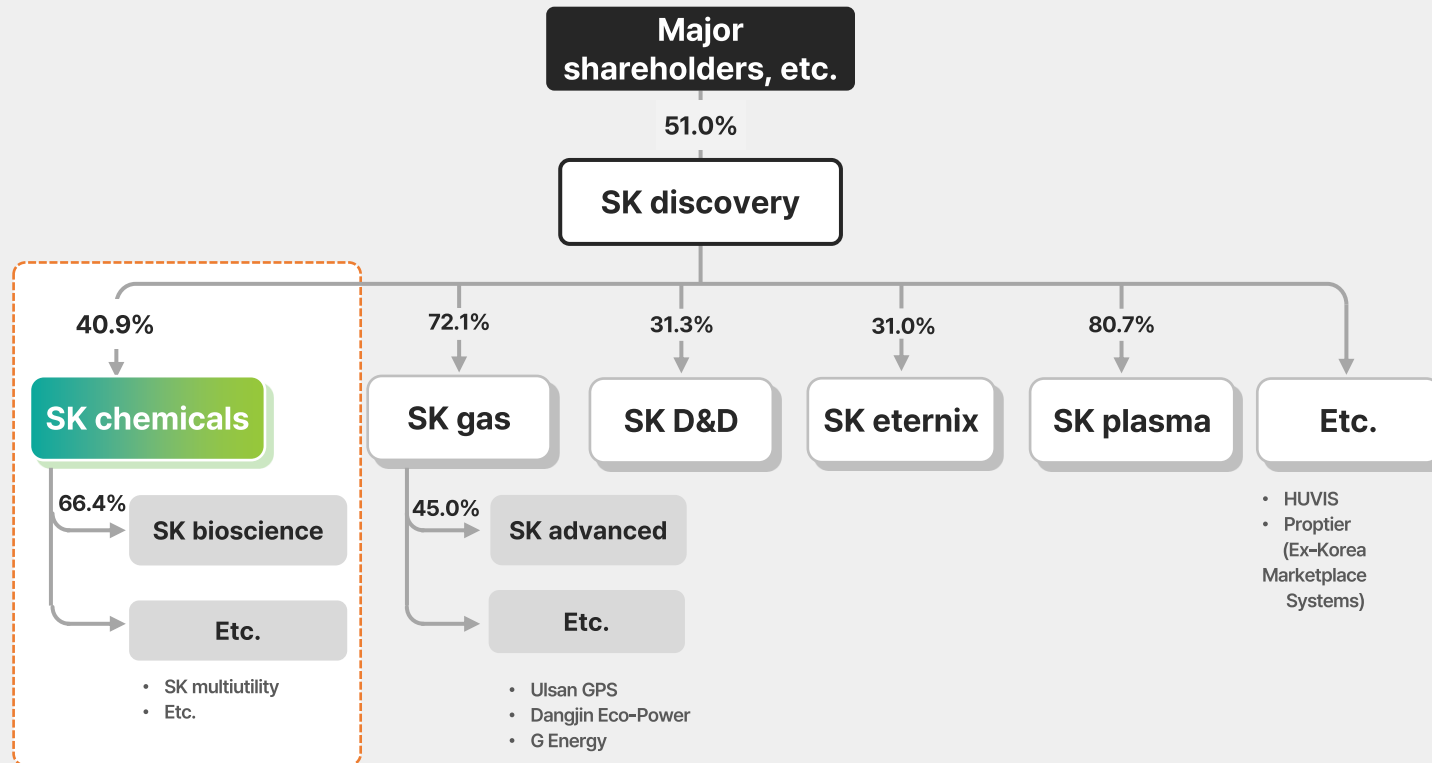 Major
shareholders, etc.
51.0%
SK discovery
40.9%
72.1%
31.3%
31.0%
80.7%
SK chemicals
SK gas
SK D&D
SK eternix
SK plasma
Etc.
66.4%
SK bioscience
Etc.
• SK multiutility
• Etc.
45.0%
SK advanced
Etc.
• Ulsan GPS
• Dangjin Eco-Power
• G Energy
• HUVIS
• Proptier
(Ex-Korea
Marketplace
Systems)